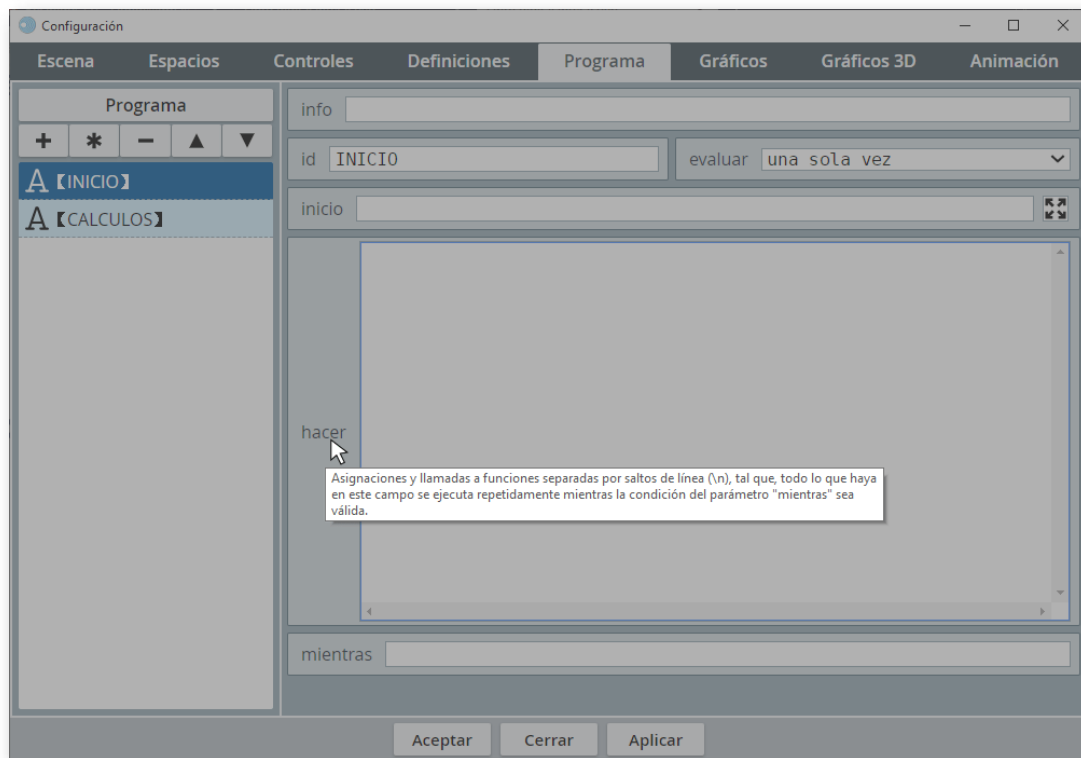 Configuración
Escena Espacios Controles Definiciones Programa Gráficos Gráficos 3D Animación
Programa
info
id INICIO evaluar una sola vez
A【INICIO】
inicio
A【CALCULOS】
hacer
Asignaciones y llamadas a funciones separadas por saltos de línea (\n), tal que, todo lo que haya
en este campo se ejecuta repetidamente mientras la condición del parámetro "mientras" sea
válida.
mientras
Aceptar Cerrar Aplicar